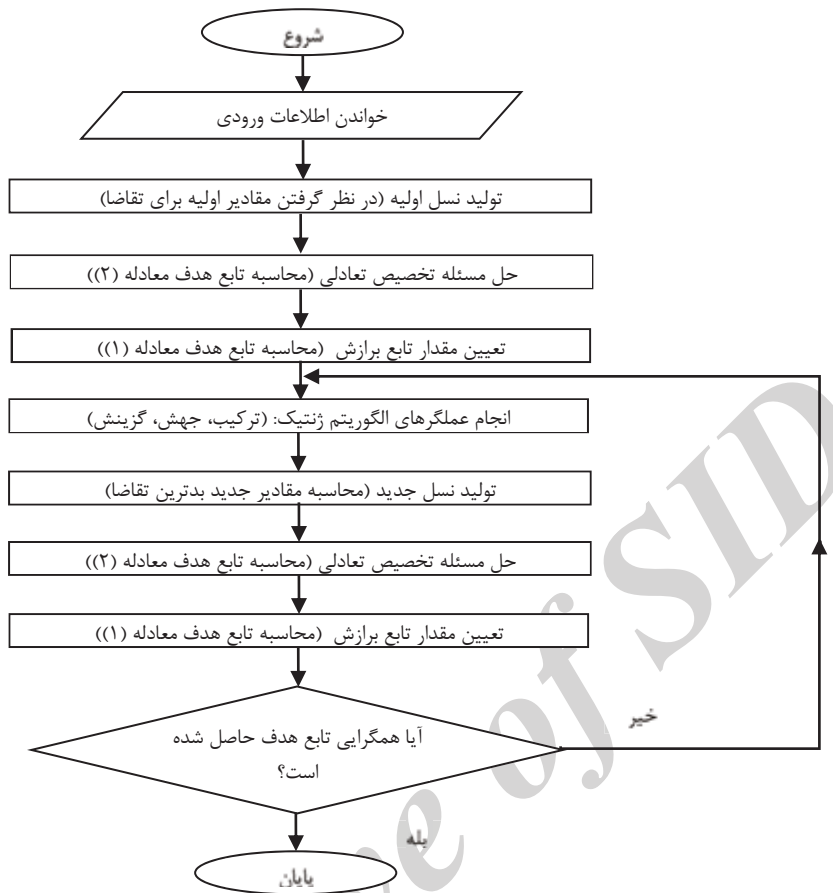 شروع
خواندن اطلاعات ورودی
تولید نسل اولیه (در نظر گرفتن مقادیر اولیه برای تقاضا)
حل مسئله تخصیص تعادلی (محاسبه تابع هدف معادله (۲))
تعیین مقدار تابع برازش (محاسبه تابع هدف معادله (۱))
انجام عملگرهای الگوریتم ژنتیک: (ترکیب، جهش، گزینش)
تولید نسل جدید (محاسبه مقادیر جدید بدترین تقاضا)
حل مسئله تخصیص تعادلی (محاسبه تابع هدف معادله (۲))
تعیین مقدار تابع برازش (محاسبه تابع هدف معادله (۱))
آیا همگرایی تابع هدف حاصل شده
است؟
خیر
بله
پایان
ve of SID